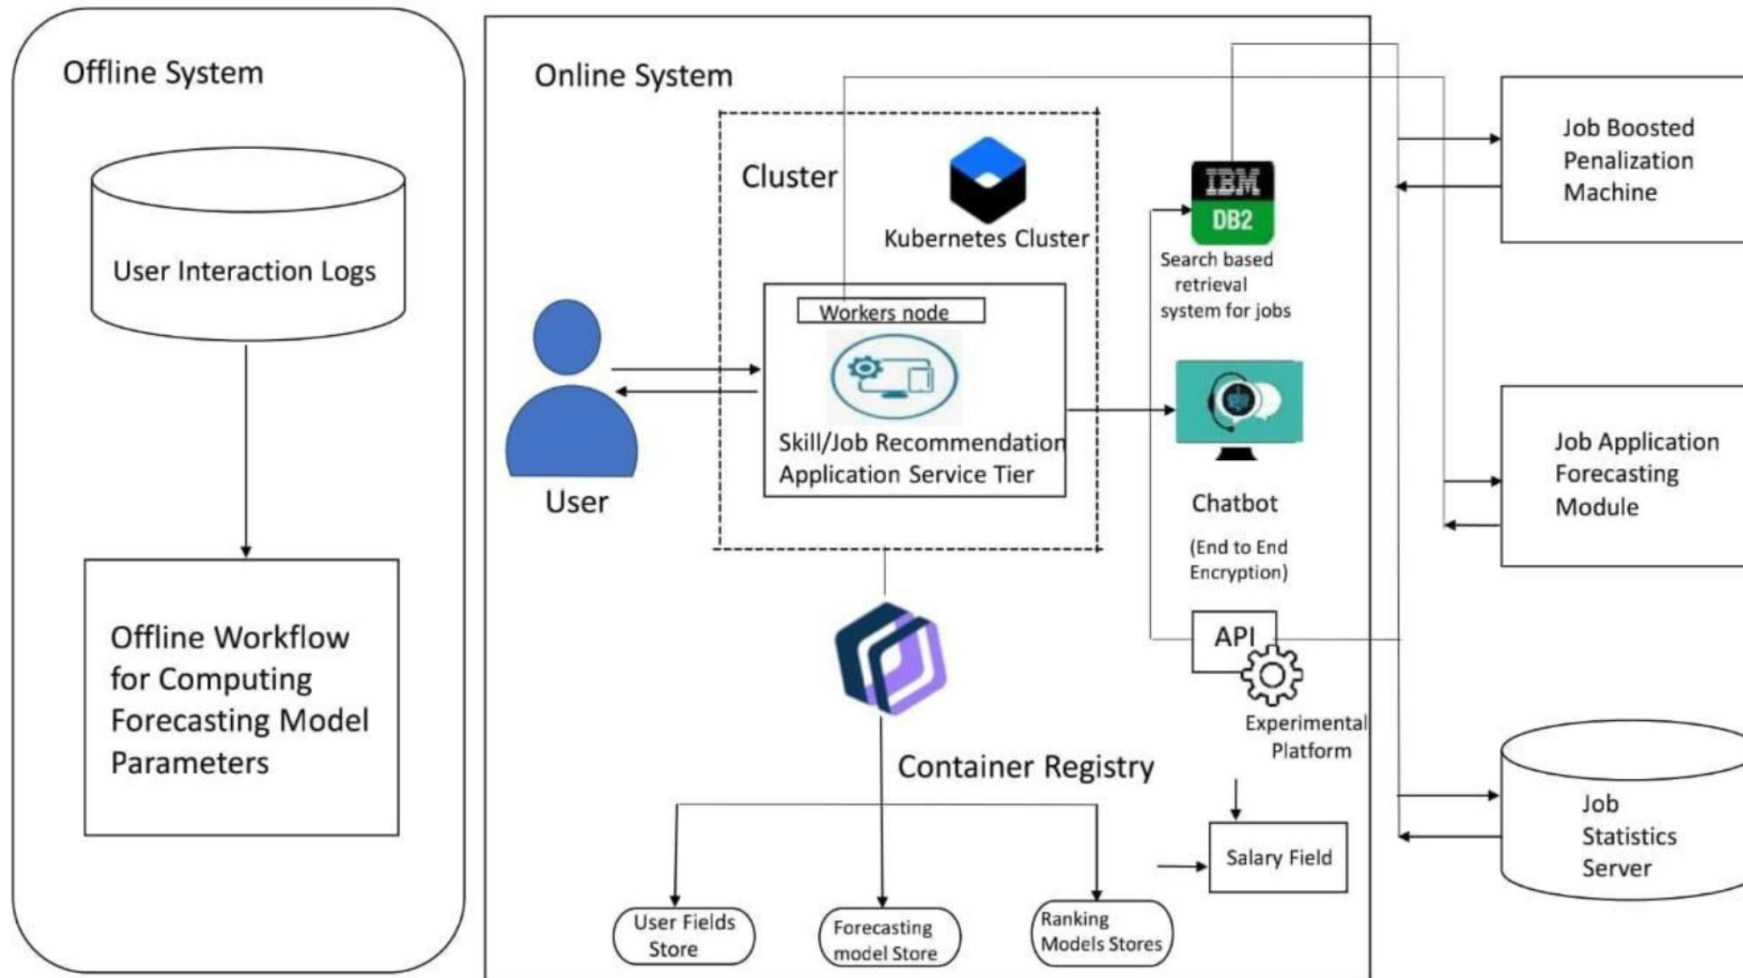 Offline System
User Interaction Logs
Offline Workflow
for Computing
Forecasting Model
Parameters
Online System
Cluster
Kubernetes Cluster
Workers node
Skill/Job Recommendation
Application Service Tier
User
IBM
DB2
Search based
retrieval
system for jobs
Chatbot
(End to End
Encryption)
API
Experimental
Platform
Container Registry
Salary Field
User Fields
Store
Forecasting
model Store
Ranking
Models Stores
Job Boosted
Penalization
Machine
Job Application
Forecasting
Module
Job
Statistics
Server